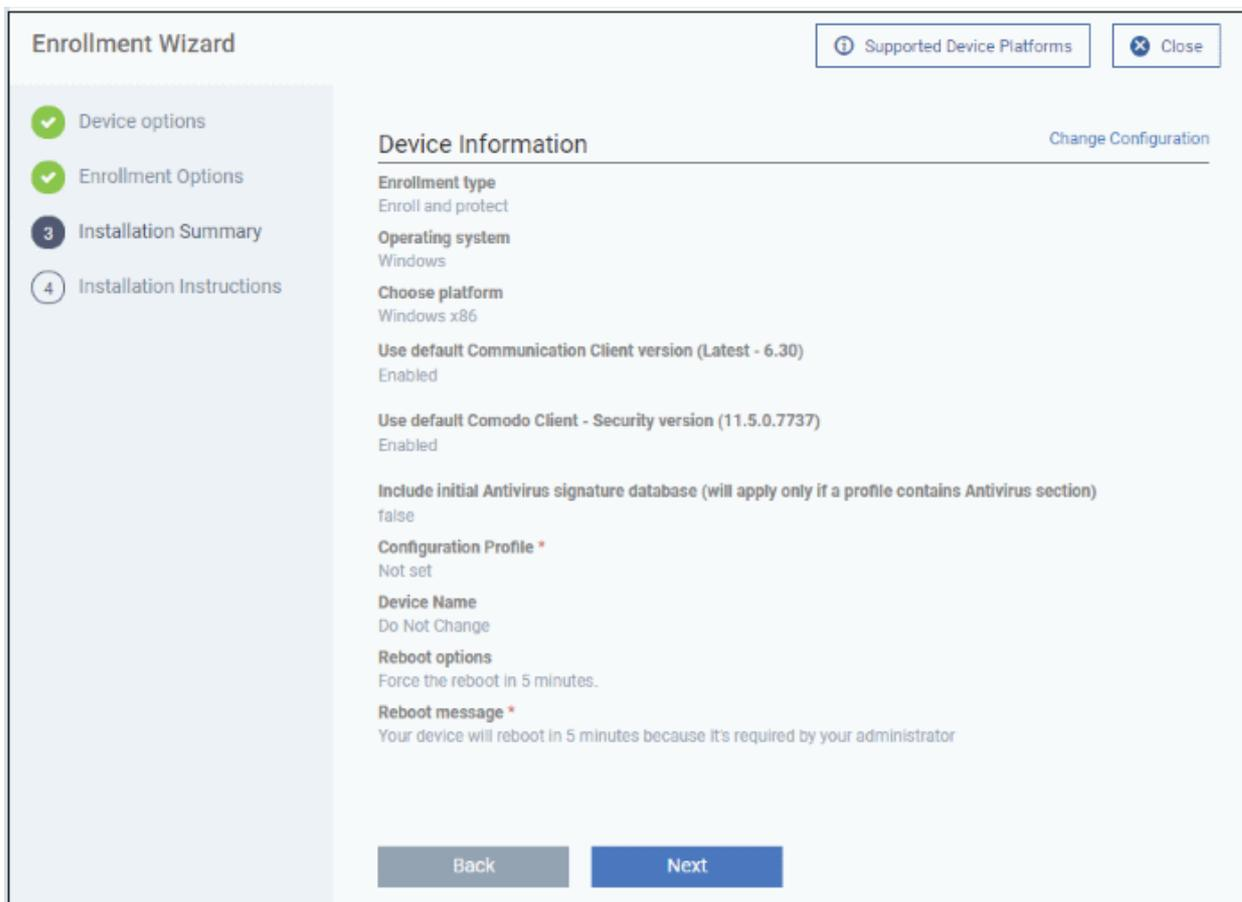 Enrollment Wizard
Supported Device Platforms
Close
Device options
Enrollment Options
3 Installation Summary
4 Installation Instructions
Device Information
Change Configuration
Enrollment type
Enroll and protect
Operating system
Windows
Choose platform
Windows x86
Use default Communication Client version (Latest - 6.30)
Enabled
Use default Comodo Client - Security version (11.5.0.7737)
Enabled
Include initial Antivirus signature database (will apply only if a profile contains Antivirus section)
false
Configuration Profile *
Not set
Device Name
Do Not Change
Reboot options
Force the reboot in 5 minutes.
Reboot message *
Your device will reboot in 5 minutes because it's required by your administrator
Back
Next